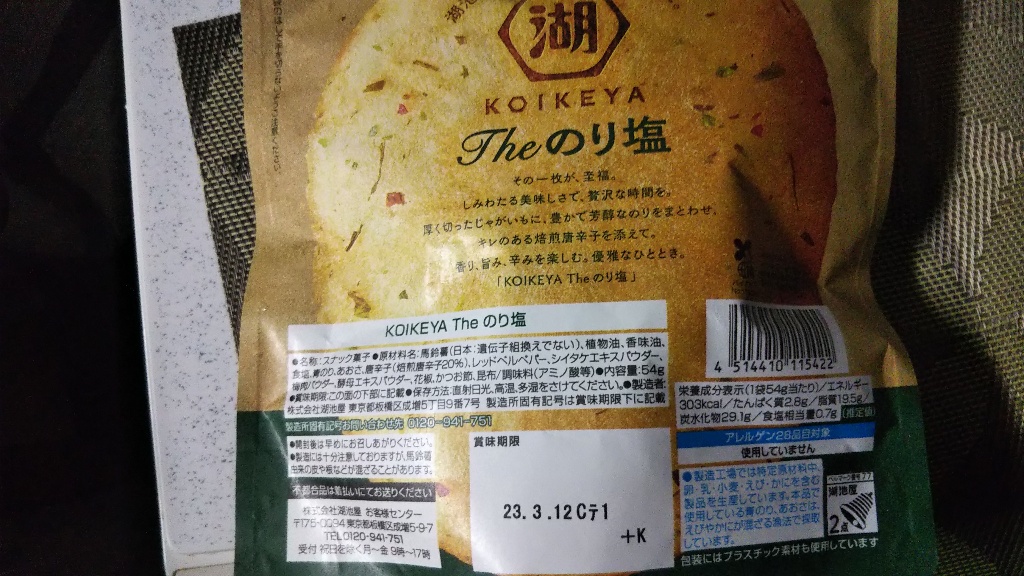 湖
KOIKEYA
Theのり塩
その一枚が、至福。
しみわたる美味しさで、贅沢な時間を。
厚く切ったじゃがいもに、豊かで芳醇なのりをまとわせ、
キレのある焙煎唐辛子を添えて。
香り、旨み、辛みを楽しむ。優雅なひととき。
「KOIKEYA The のり塩」
KOIKEYA The のり塩
●名称:スナック菓子●原材料名:馬鈴薯(日本:遺伝子組換えでない)、植物油、香味油、
食塩、青のり、あおさ、唐辛子(焙煎唐辛子20%)、レッドベルペパー、シイタケエキスパウダー、
梅肉パウダー、酵母エキスパウダー、花椒、かつお節、昆布/調味料(アミノ酸等)●内容量:54g
●賞味期限:この面の下部に記載●保存方法:直射日光、高温、多湿をさけてください。●製造者:
株式会社湖池屋 東京都板橋区成増5丁目9番7号 製造所固有記号は賞味期限下に記載
製造所固有記号お問い合わせ先 0120-941-751
●開封後は早めにお召しあがりください。
●製造には十分注意しておりますが、馬鈴薯
由来の皮や芽などが混ざることがあります。
不都合品は着払いにてお送りください
株式会社湖池屋 お客様センター
〒175-0094 東京都板橋区成増5-9-7
TEL 0120-941-751
受付 祝日を除く月~金 9時~17時
賞味期限
23.3.12Cテ1
+K
4 514410 115422
栄養成分表示(1袋54g当たり)/エネルギー
303kcal/たんぱく質2.8g/脂質19.5g/
炭水化物29.1g/食塩相当量0.7g (推定値)
アレルゲン28品目対象
使用していません
●製造工場では特定原材料中、
卵・乳・小麦・えび・かにを含む
製品を生産しています。本品で
使用している青のり、あおさは、
えびやかにが混ざる漁法で採取
しています。
ベルマーク番号77
湖池屋
2点
包装にはプラスチック素材も使用しています